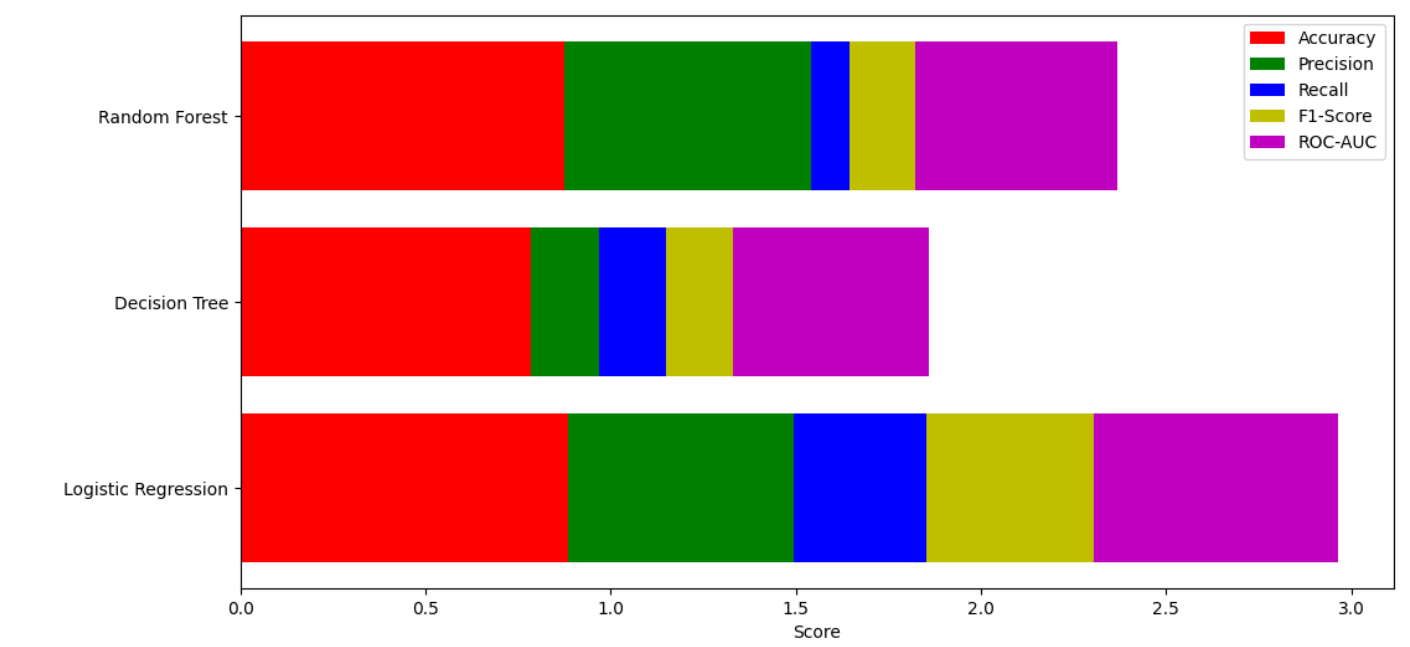 Accuracy
Precision
Recall
F1-Score
ROC-AUC
Random Forest
Decision Tree
Logistic Regression
0.0 0.5 1.0 1.5 2.0 2.5 3.0
Score